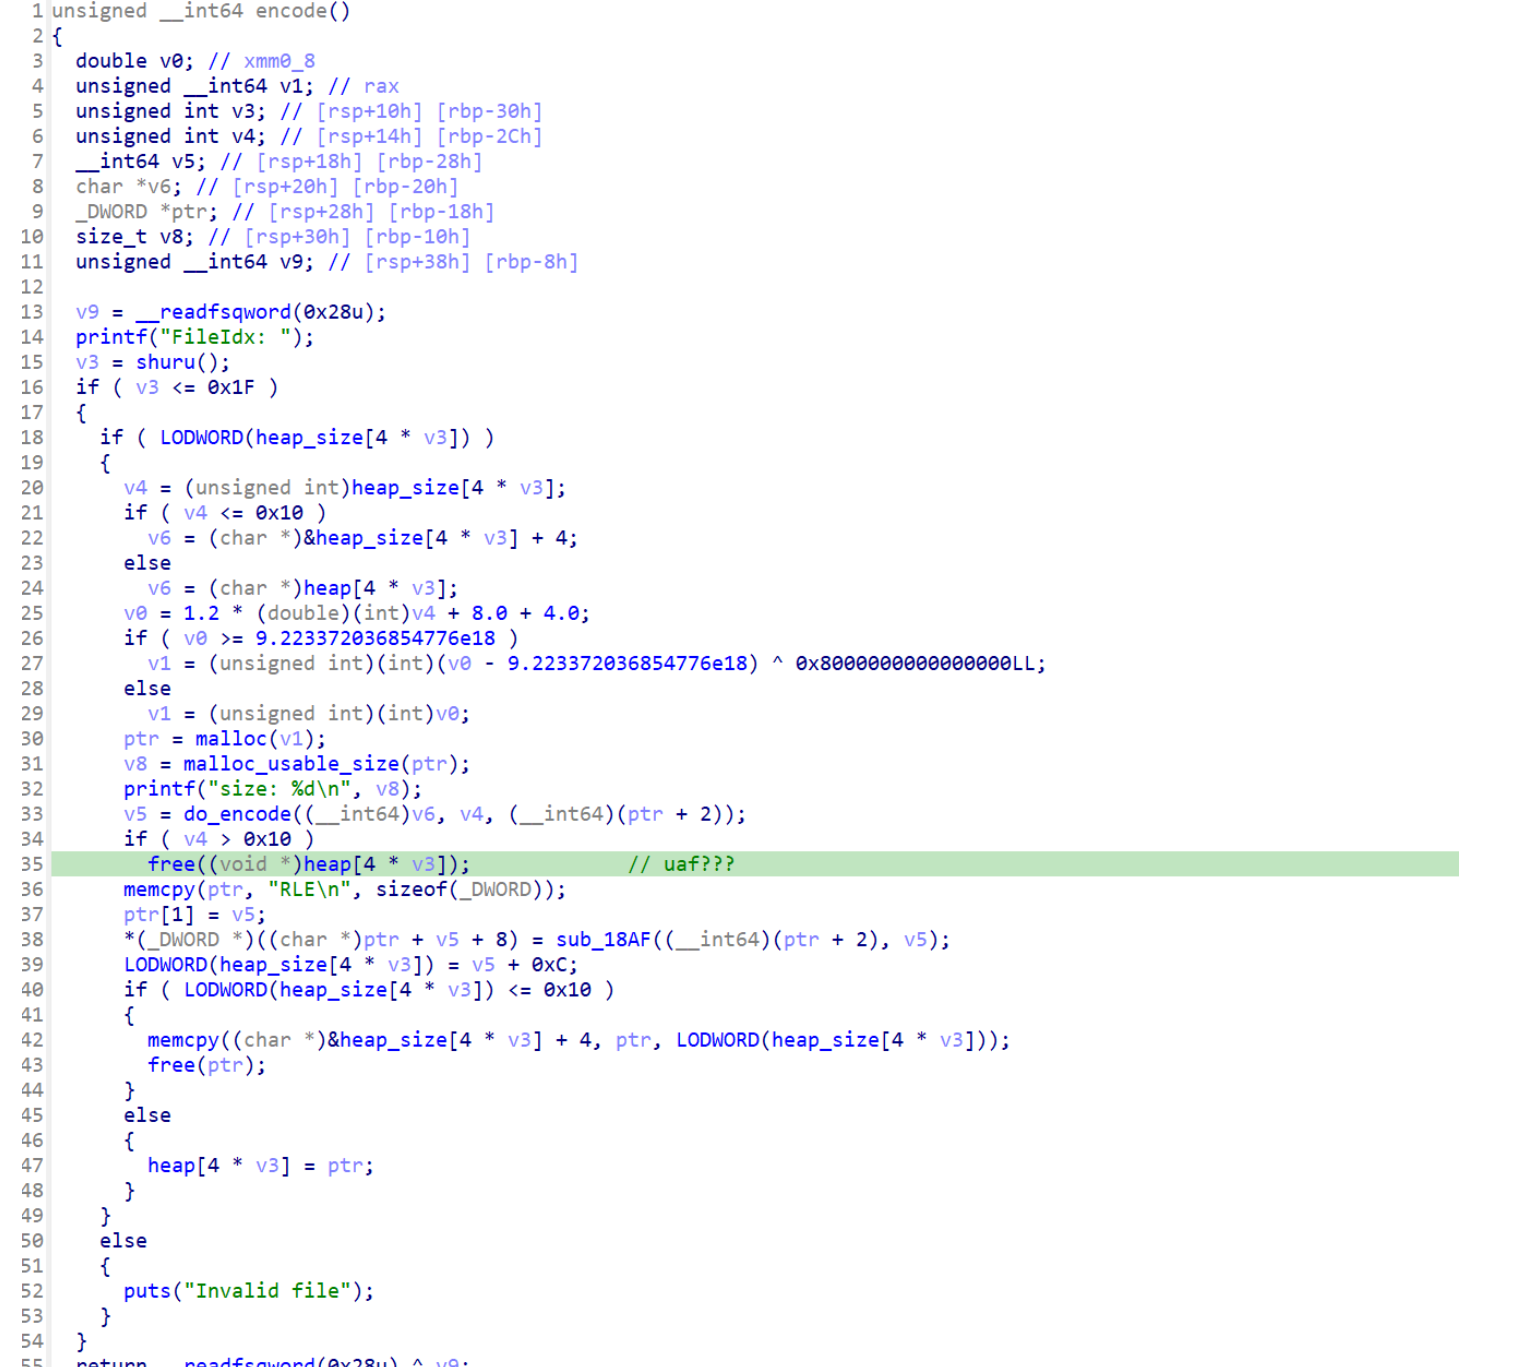 1 unsigned __int64 encode()
2 {
3 double v0; // xmm0_8
4 unsigned __int64 v1; // rax
5 unsigned int v3; // [rsp+10h] [rbp-30h]
6 unsigned int v4; // [rsp+14h] [rbp-2Ch]
7 __int64 v5; // [rsp+18h] [rbp-28h]
8 char *v6; // [rsp+20h] [rbp-20h]
9 _DWORD *ptr; // [rsp+28h] [rbp-18h]
10 size_t v8; // [rsp+30h] [rbp-10h]
11 unsigned __int64 v9; // [rsp+38h] [rbp-8h]
12
13 v9 = __readfsqword(0x28u);
14 printf("FileIdx: ");
15 v3 = shuru();
16 if ( v3 <= 0x1F )
17 {
18 if ( LODWORD(heap_size[4 * v3]) )
19 {
20 v4 = (unsigned int)heap_size[4 * v3];
21 if ( v4 <= 0x10 )
22 v6 = (char *)&heap_size[4 * v3] + 4;
23 else
24 v6 = (char *)heap[4 * v3];
25 v0 = 1.2 * (double)(int)v4 + 8.0 + 4.0;
26 if ( v0 >= 9.223372036854776e18 )
27 v1 = (unsigned int)(int)(v0 - 9.223372036854776e18) ^ 0x8000000000000000LL;
28 else
29 v1 = (unsigned int)(int)v0;
30 ptr = malloc(v1);
31 v8 = malloc_usable_size(ptr);
32 printf("size: %d\n", v8);
33 v5 = do_encode((__int64)v6, v4, (__int64)(ptr + 2));
34 if ( v4 > 0x10 )
35 free((void *)heap[4 * v3]); // uaf???
36 memcpy(ptr, "RLE\n", sizeof(_DWORD));
37 ptr[1] = v5;
38 *(_DWORD *)((char *)ptr + v5 + 8) = sub_18AF((__int64)(ptr + 2), v5);
39 LODWORD(heap_size[4 * v3]) = v5 + 0xC;
40 if ( LODWORD(heap_size[4 * v3]) <= 0x10 )
41 {
42 memcpy((char *)&heap_size[4 * v3] + 4, ptr, LODWORD(heap_size[4 * v3]));
43 free(ptr);
44 }
45 else
46 {
47 heap[4 * v3] = ptr;
48 }
49 }
50 else
51 {
52 puts("Invalid file");
53 }
54 }
55 return __readfsqword(0x28u) ^ v9;